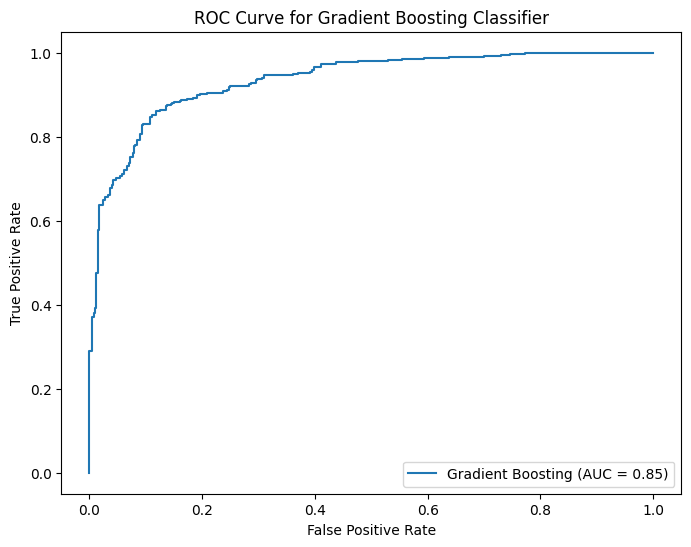 ROC Curve for Gradient Boosting Classifier
1.0
0.8
0.6
0.4
0.2
0.0
True Positive Rate
Gradient Boosting (AUC = 0.85)
0.0 0.2 0.4 0.6 0.8 1.0
False Positive Rate